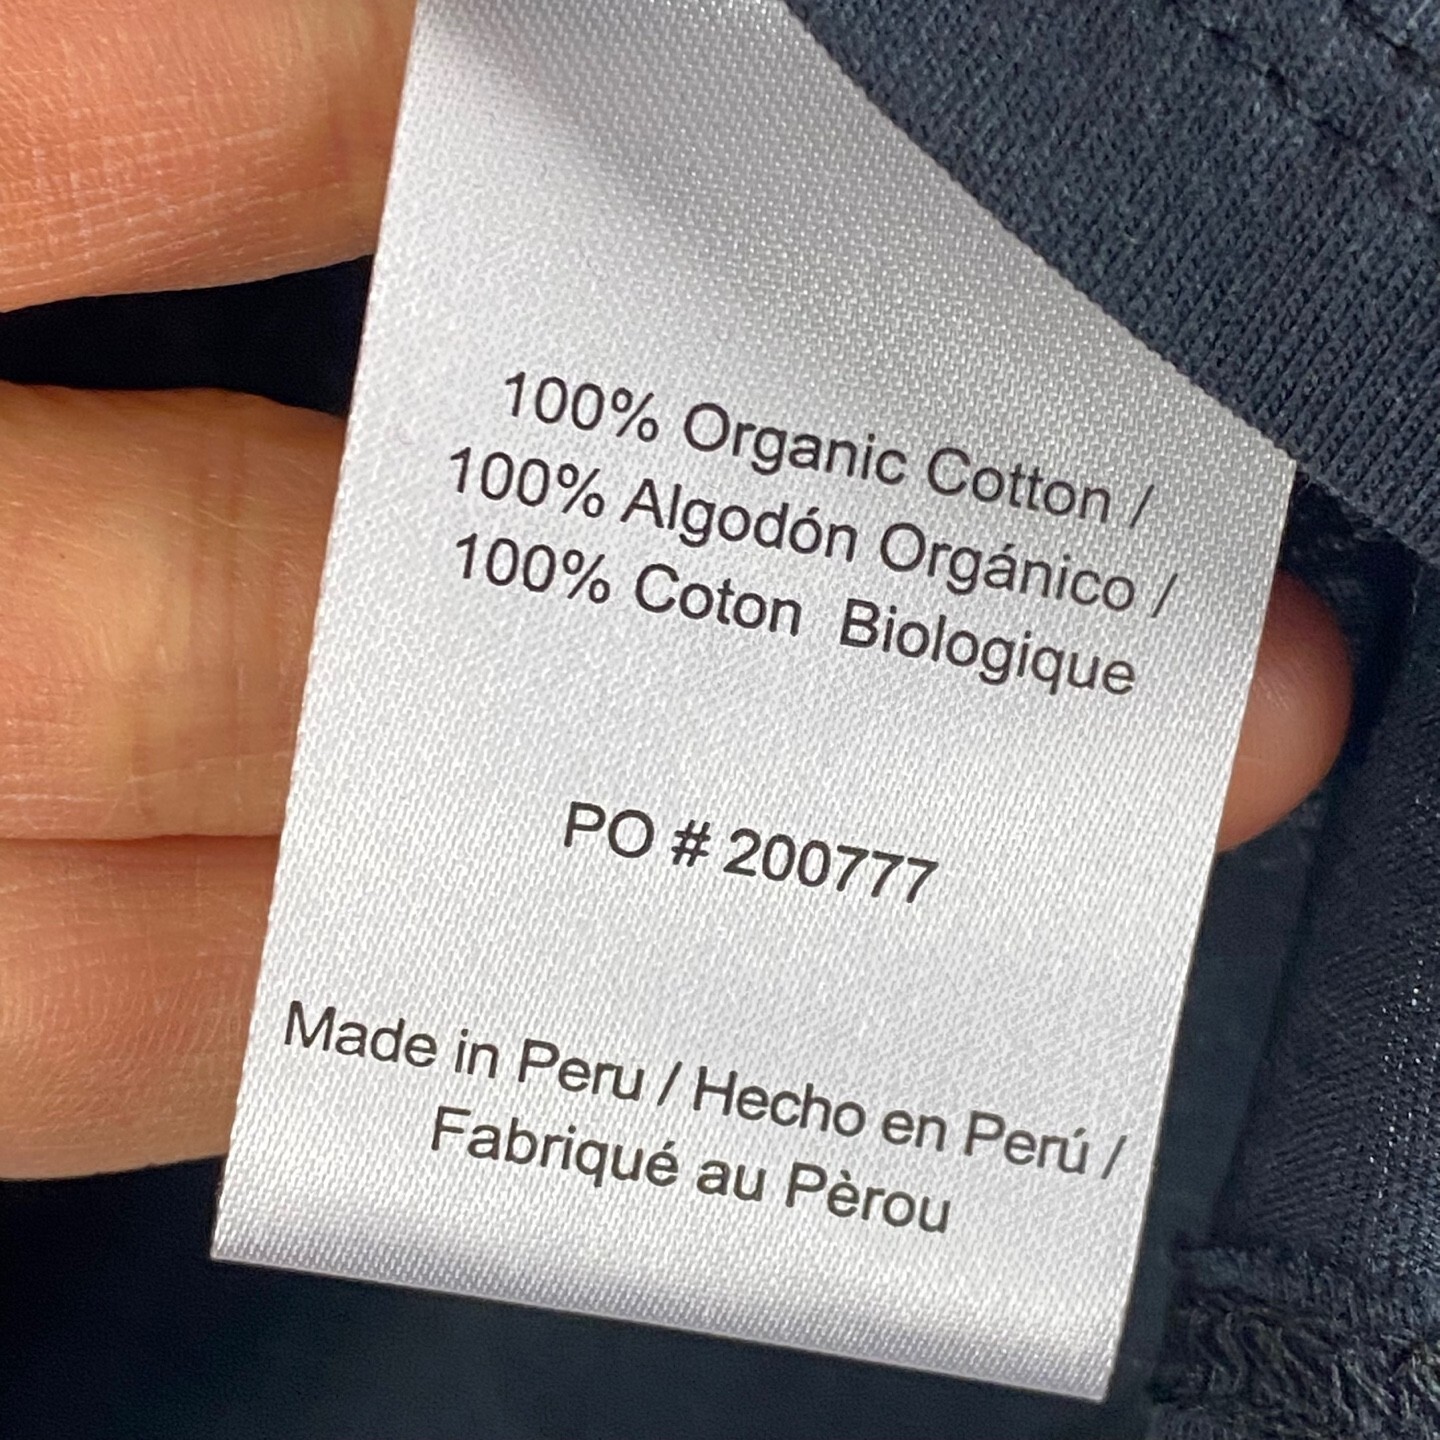 100% Organic Cotton /
100% Algodón Orgánico /
100% Coton Biologique
PO # 200777
Made in Peru / Hecho en Perú /
Fabriqué au Pèrou